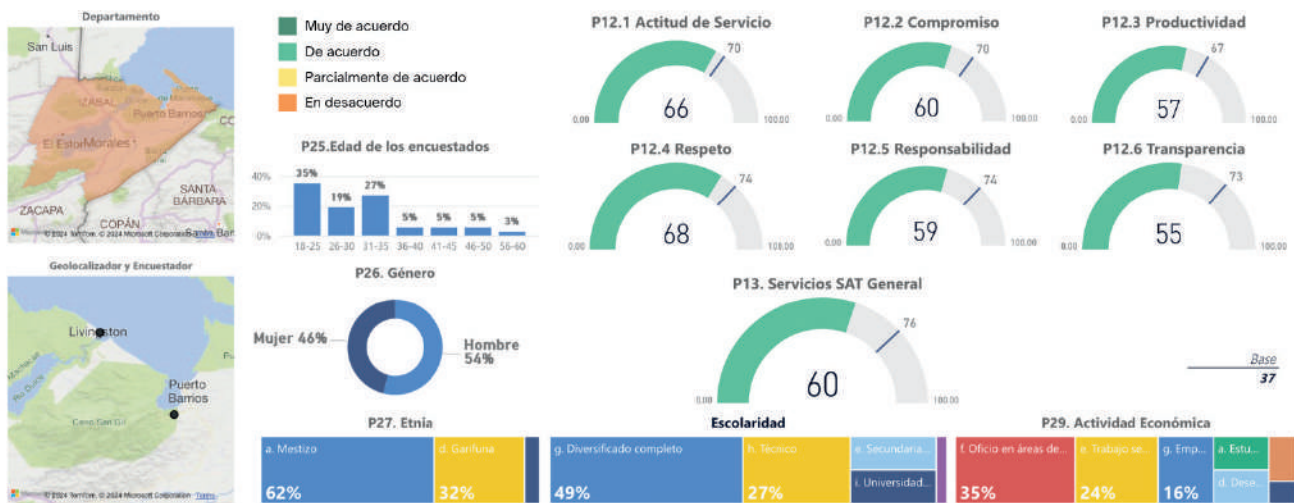 Departamento
San Luis
IZABAL
Puerto Barrios
El Estor
Morales
ZACAPA
COPÁN
SANTA
BÁRBARA
© 2024 TomTom, © 2024 Microsoft Corporation Terms
Muy de acuerdo
De acuerdo
Parcialmente de acuerdo
En desacuerdo
P25.Edad de los encuestados
40%
20%
0%
35%
19%
27%
5%
5%
5%
3%
18-25
26-30
31-35
36-40
41-45
46-50
56-60
P12.1 Actitud de Servicio
70
66
0.00
100.00
P12.2 Compromiso
70
60
0.00
100.00
P12.3 Productividad
67
57
0.00
100.00
P12.4 Respeto
74
68
0.00
100.00
P12.5 Responsabilidad
74
59
0.00
100.00
P12.6 Transparencia
73
55
0.00
100.00
Geolocalizador y Encuestador
Livingston
Río Dulce
Puerto
Barrios
© 2024 TomTom, © 2024 Microsoft Corporation Terms
P26. Género
Mujer 46%
Hombre
54%
P13. Servicios SAT General
76
60
0.00
100.00
Base
37
P27. Etnia
a. Mestizo
62%
d. Garífuna
32%
Escolaridad
g. Diversificado completo
49%
h. Técnico
27%
e. Secundaria...
i. Universidad...
P29. Actividad Económica
f. Oficio en áreas de...
35%
e. Trabajo se...
24%
g. Emp...
16%
a. Estu...
d. Dese...